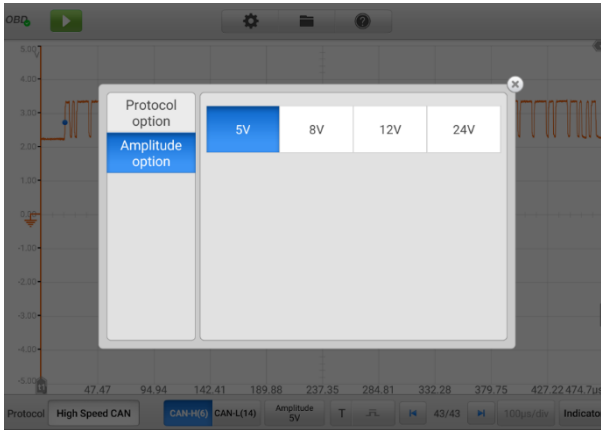 OBD
5.00
V
4.00
3.00
2.00
1.00
0.00
-1.00
-2.00
-3.00
-4.00
-5.00
Protocol
option
Amplitude
option
5V
8V
12V
24V
47.47
94.94
142.41
189.88
237.35
284.81
332.28
379.75
427.22
474.7us
Protocol
High Speed CAN
CAN-H(6)
CAN-L(14)
Amplitude
5V
T
43/43
100μs/div
Indicato